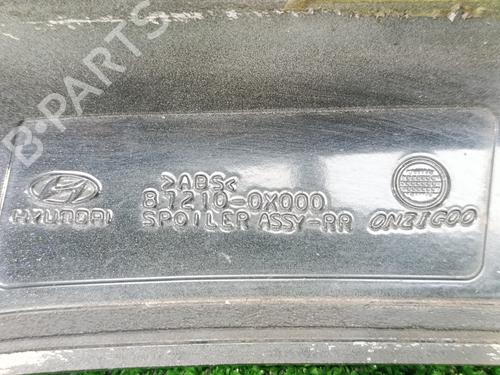 B-PARTS
HYUNDAI
>ABS<
87210-0X000
SPOILER ASSY-RR
ONZIGOO